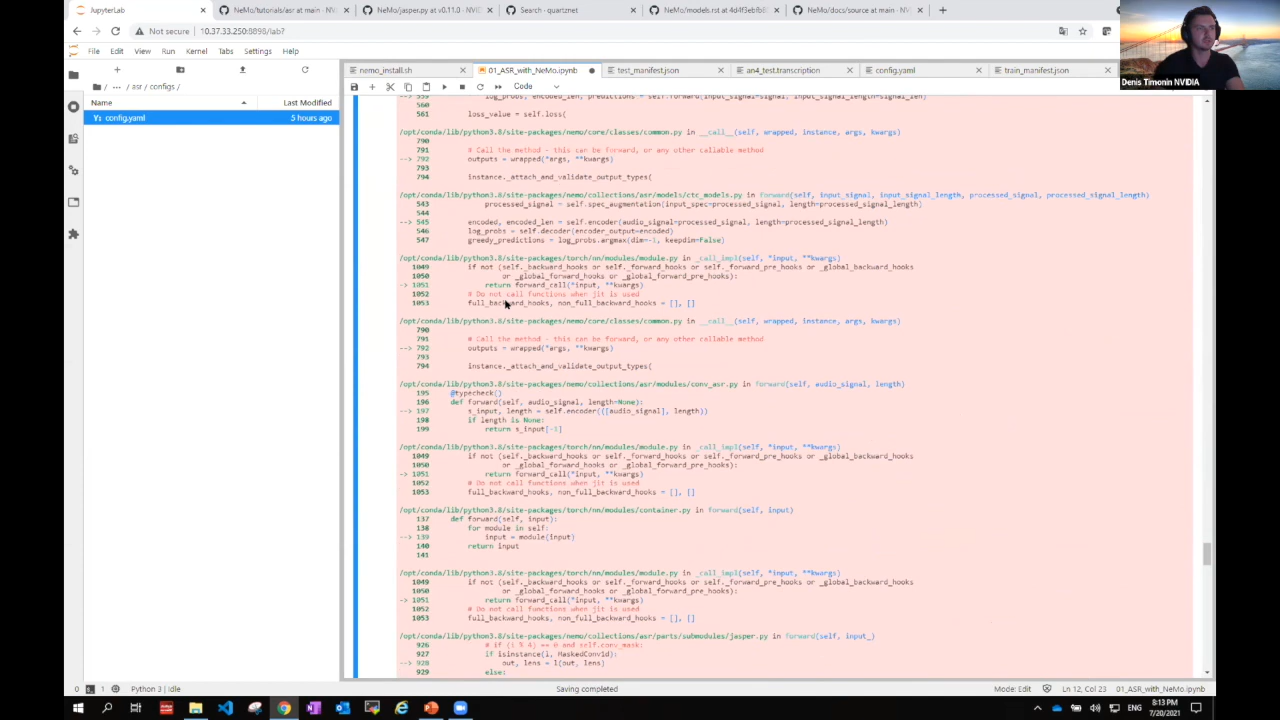 JupyterLab
NeMo/tutorials/asr at main · NV
NeMo/jasper.py at v0.11.0 · NV
Search - quartznet
NeMo/models.rst at 4d4f3ebfb8
NeMo/docs/source at main · NV
Not secure
10.37.33.250:8898/lab?
File Edit View Run Kernel Tabs Settings Help
nemo_install.sh
01_ASR_with_NeMo.ipynb
test_manifest.json
an4_test.transcription
config.yaml
train_manifest.json
Denis Timonin NVIDIA
Code
/ ··· / asr / configs /
Name
Last Modified
config.yaml
5 hours ago
559 log_probs, encoded_len, predictions = self.forward(input_signal=signal, input_signal_length=signal_len)
560
561 loss_value = self.loss(
/opt/conda/lib/python3.8/site-packages/nemo/core/classes/common.py in __call__(self, wrapped, instance, args, kwargs)
790
791 # Call the method - this can be forward, or any other callable method
--> 792 outputs = wrapped(*args, **kwargs)
793
794 instance._attach_and_validate_output_types(
/opt/conda/lib/python3.8/site-packages/nemo/collections/asr/models/ctc_models.py in forward(self, input_signal, input_signal_length, processed_signal, processed_signal_length)
543 processed_signal = self.spec_augmentation(input_spec=processed_signal, length=processed_signal_length)
544
--> 545 encoded, encoded_len = self.encoder(audio_signal=processed_signal, length=processed_signal_length)
546 log_probs = self.decoder(encoder_output=encoded)
547 greedy_predictions = log_probs.argmax(dim=-1, keepdim=False)
/opt/conda/lib/python3.8/site-packages/torch/nn/modules/module.py in _call_impl(self, *input, **kwargs)
1049 if not (self._backward_hooks or self._forward_hooks or self._forward_pre_hooks or _global_backward_hooks
1050 or _global_forward_hooks or _global_forward_pre_hooks):
-> 1051 return forward_call(*input, **kwargs)
1052 # Do not call functions when jit is used
1053 full_backward_hooks, non_full_backward_hooks = [], []
/opt/conda/lib/python3.8/site-packages/nemo/core/classes/common.py in __call__(self, wrapped, instance, args, kwargs)
790
791 # Call the method - this can be forward, or any other callable method
--> 792 outputs = wrapped(*args, **kwargs)
793
794 instance._attach_and_validate_output_types(
/opt/conda/lib/python3.8/site-packages/nemo/collections/asr/modules/conv_asr.py in forward(self, audio_signal, length)
195 @typecheck()
196 def forward(self, audio_signal, length=None):
--> 197 s_input, length = self.encoder(([audio_signal], length))
198 if length is None:
199 return s_input[-1]
/opt/conda/lib/python3.8/site-packages/torch/nn/modules/module.py in _call_impl(self, *input, **kwargs)
1049 if not (self._backward_hooks or self._forward_hooks or self._forward_pre_hooks or _global_backward_hooks
1050 or _global_forward_hooks or _global_forward_pre_hooks):
-> 1051 return forward_call(*input, **kwargs)
1052 # Do not call functions when jit is used
1053 full_backward_hooks, non_full_backward_hooks = [], []
/opt/conda/lib/python3.8/site-packages/torch/nn/modules/container.py in forward(self, input)
137 def forward(self, input):
138 for module in self:
--> 139 input = module(input)
140 return input
141
/opt/conda/lib/python3.8/site-packages/torch/nn/modules/module.py in _call_impl(self, *input, **kwargs)
1049 if not (self._backward_hooks or self._forward_hooks or self._forward_pre_hooks or _global_backward_hooks
1050 or _global_forward_hooks or _global_forward_pre_hooks):
-> 1051 return forward_call(*input, **kwargs)
1052 # Do not call functions when jit is used
1053 full_backward_hooks, non_full_backward_hooks = [], []
/opt/conda/lib/python3.8/site-packages/nemo/collections/asr/parts/submodules/jasper.py in forward(self, input_)
926 # if (i % 4) == 0 and self.conv_mask:
927 if isinstance(l, MaskedConv1d):
--> 928 out, lens = l(out, lens)
929 else:
0 1 Python 3 | Idle
Saving completed
Mode: Edit
Ln 12, Col 23
01_ASR_with_NeMo.ipynb
ENG
8:13 PM
7/20/2021